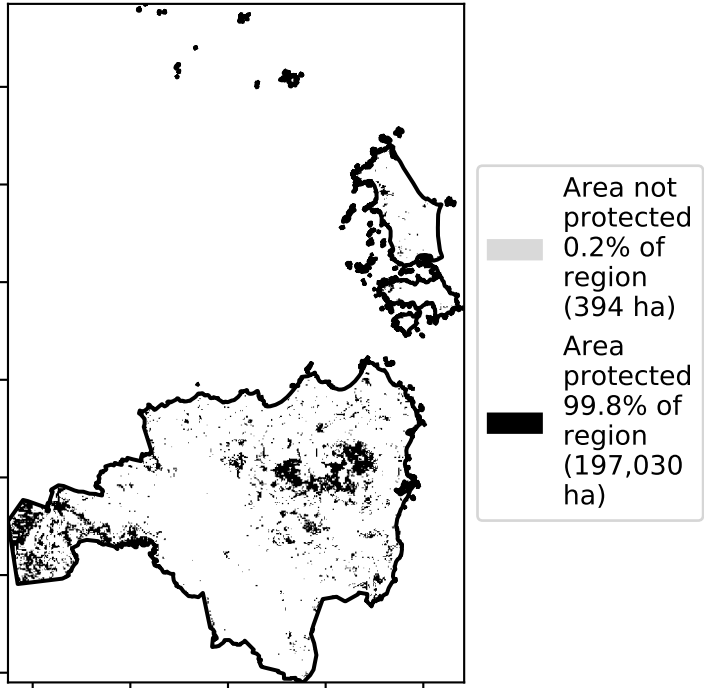 Area not
protected
0.2% of
region
(394 ha)
Area
protected
99.8% of
region
(197,030
ha)